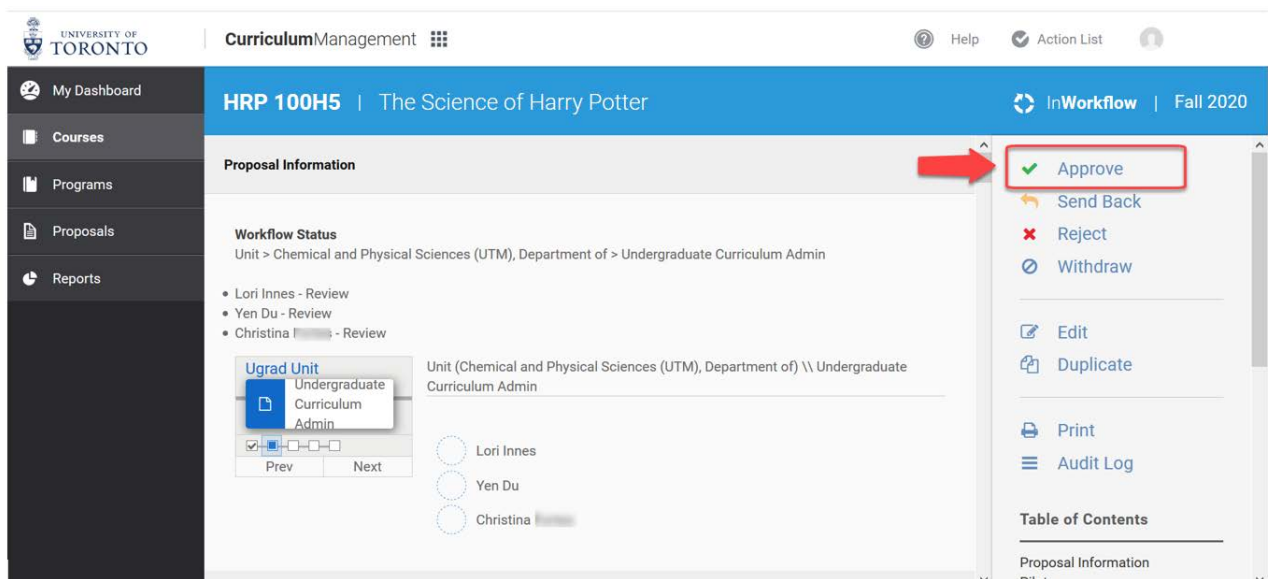 UNIVERSITY OF
TORONTO
CurriculumManagement
Help
Action List
My Dashboard
Courses
Programs
Proposals
Reports
HRP 100H5 | The Science of Harry Potter
InWorkflow | Fall 2020
Proposal Information
Workflow Status
Unit > Chemical and Physical Sciences (UTM), Department of > Undergraduate Curriculum Admin
• Lori Innes - Review
• Yen Du - Review
• Christina - Review
Ugrad Unit
Undergraduate
Curriculum
Admin
Prev Next
Unit (Chemical and Physical Sciences (UTM), Department of) \\ Undergraduate
Curriculum Admin
Lori Innes
Yen Du
Christina
Approve
Send Back
Reject
Withdraw
Edit
Duplicate
Print
Audit Log
Table of Contents
Proposal Information